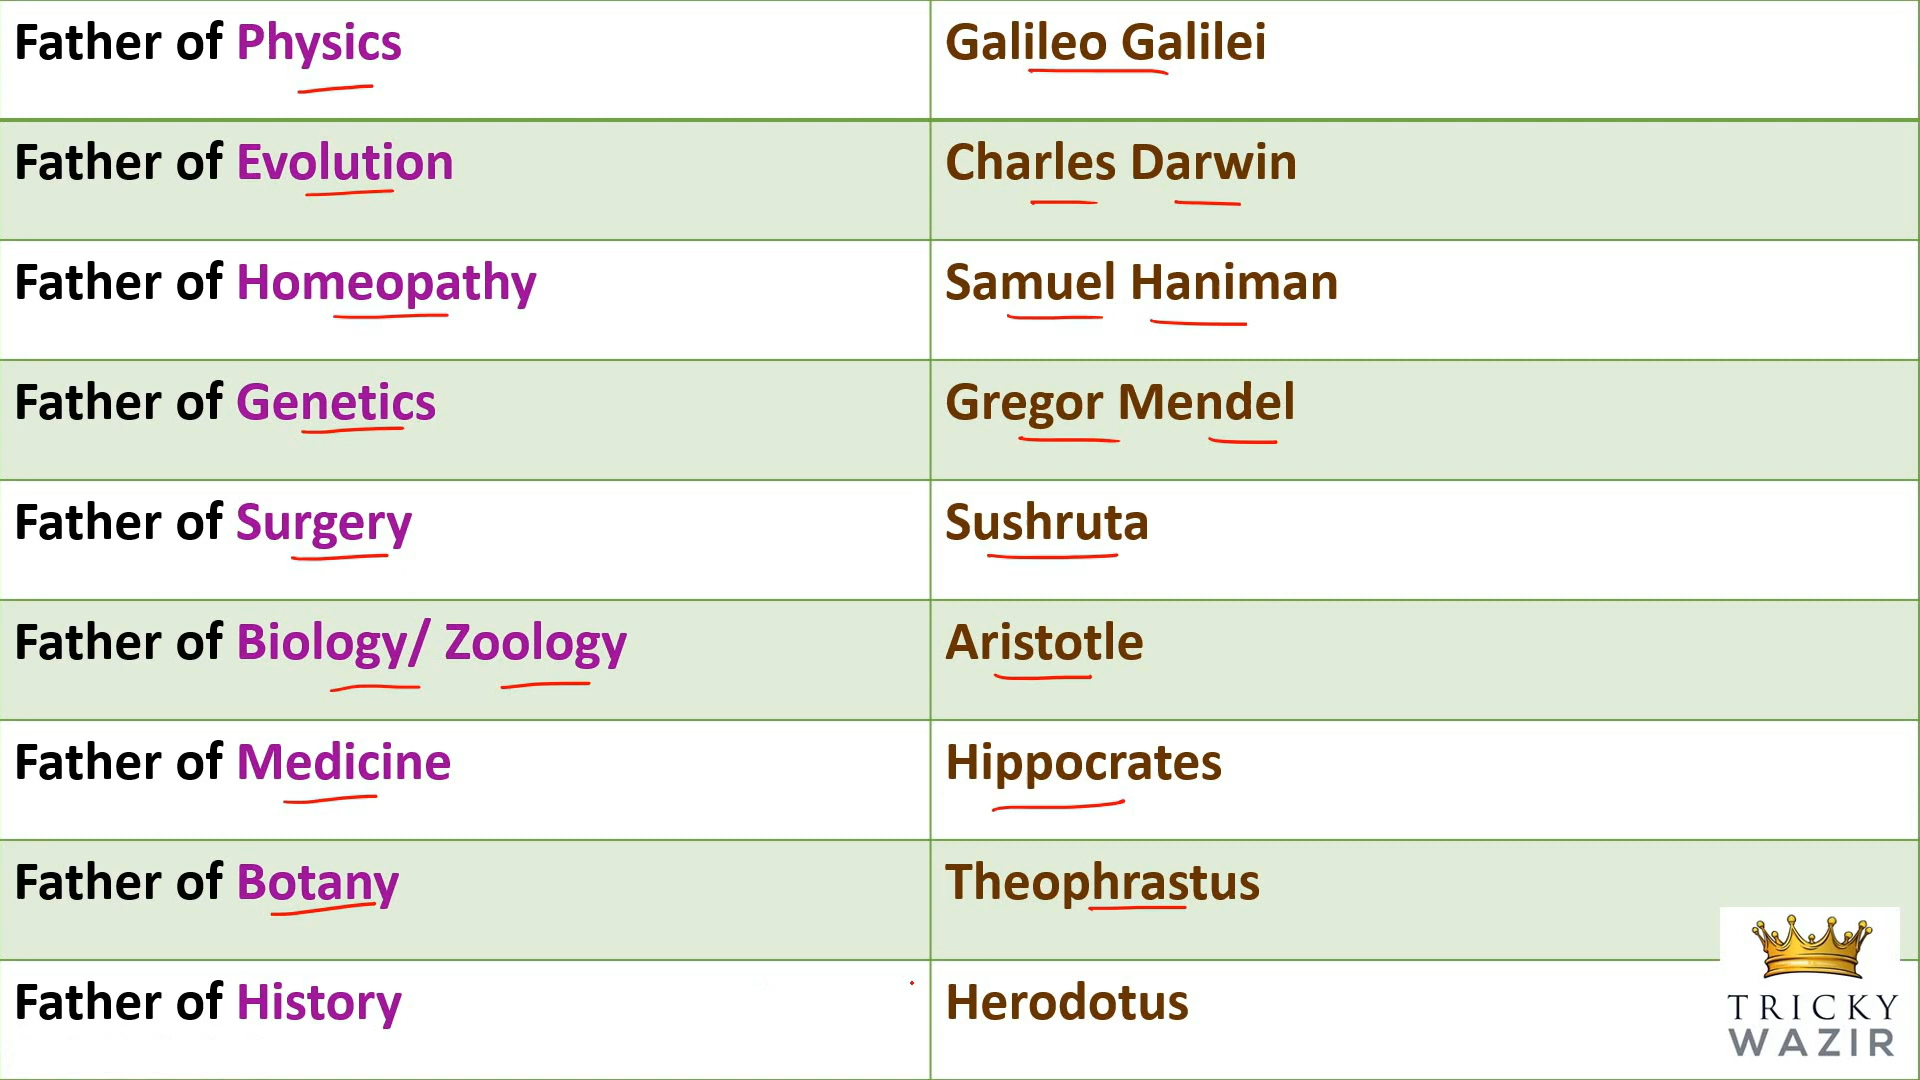 Father of Physics Galileo Galilei
Father of Evolution Charles Darwin
Father of Homeopathy Samuel Haniman
Father of Genetics Gregor Mendel
Father of Surgery Sushruta
Father of Biology/ Zoology Aristotle
Father of Medicine Hippocrates
Father of Botany Theophrastus
Father of History Herodotus
TRICKY
WAZIR